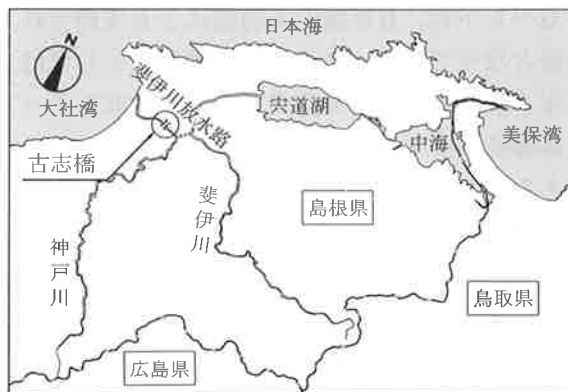 日本海
N
大社湾
斐伊川放水路
宍道湖
中海
美保湾
古志橋
斐伊川
島根県
神戸川
鳥取県
広島県